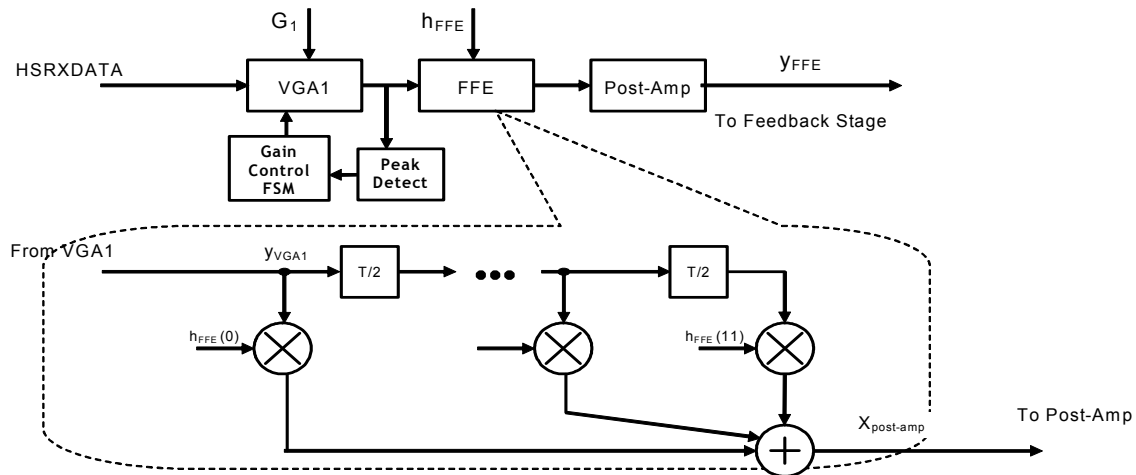 G1
hFFE
HSRXDATA
VGA1
FFE
Post-Amp
yFFE
To Feedback Stage
Gain
Control
FSM
Peak
Detect
From VGA1
yVGA1
T/2
T/2
hFFE(0)
hFFE(11)
Xpost-amp
To Post-Amp